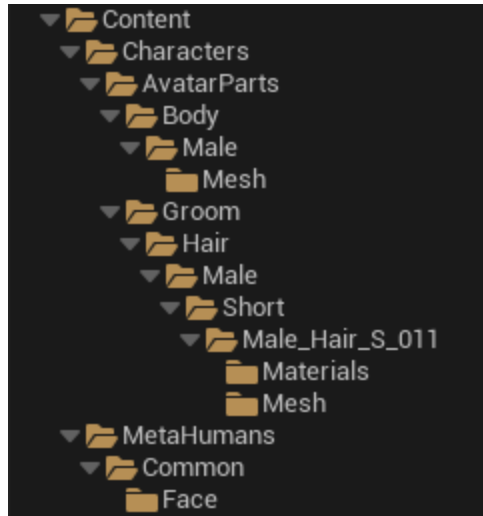 Content
Characters
AvatarParts
Body
Male
Mesh
Groom
Hair
Male
Short
Male_Hair_S_011
Materials
Mesh
MetaHumans
Common
Face